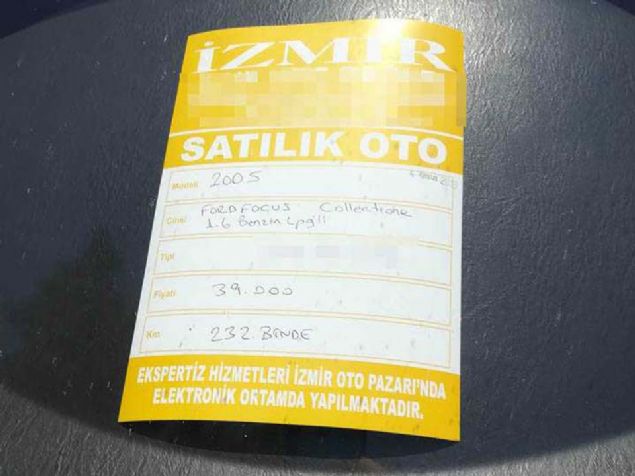 İZMİR
SATILIK OTO
Modeli 2005
Cinsi FORD FOCUS Collection
1.6 Benzin Lpg'li
Tipi
Fiyatı 39.000
Km. 232. BİNDE
EKSPERTİZ HİZMETLERİ İZMİR OTO PAZARI'NDA
ELEKTRONİK ORTAMDA YAPILMAKTADIR.